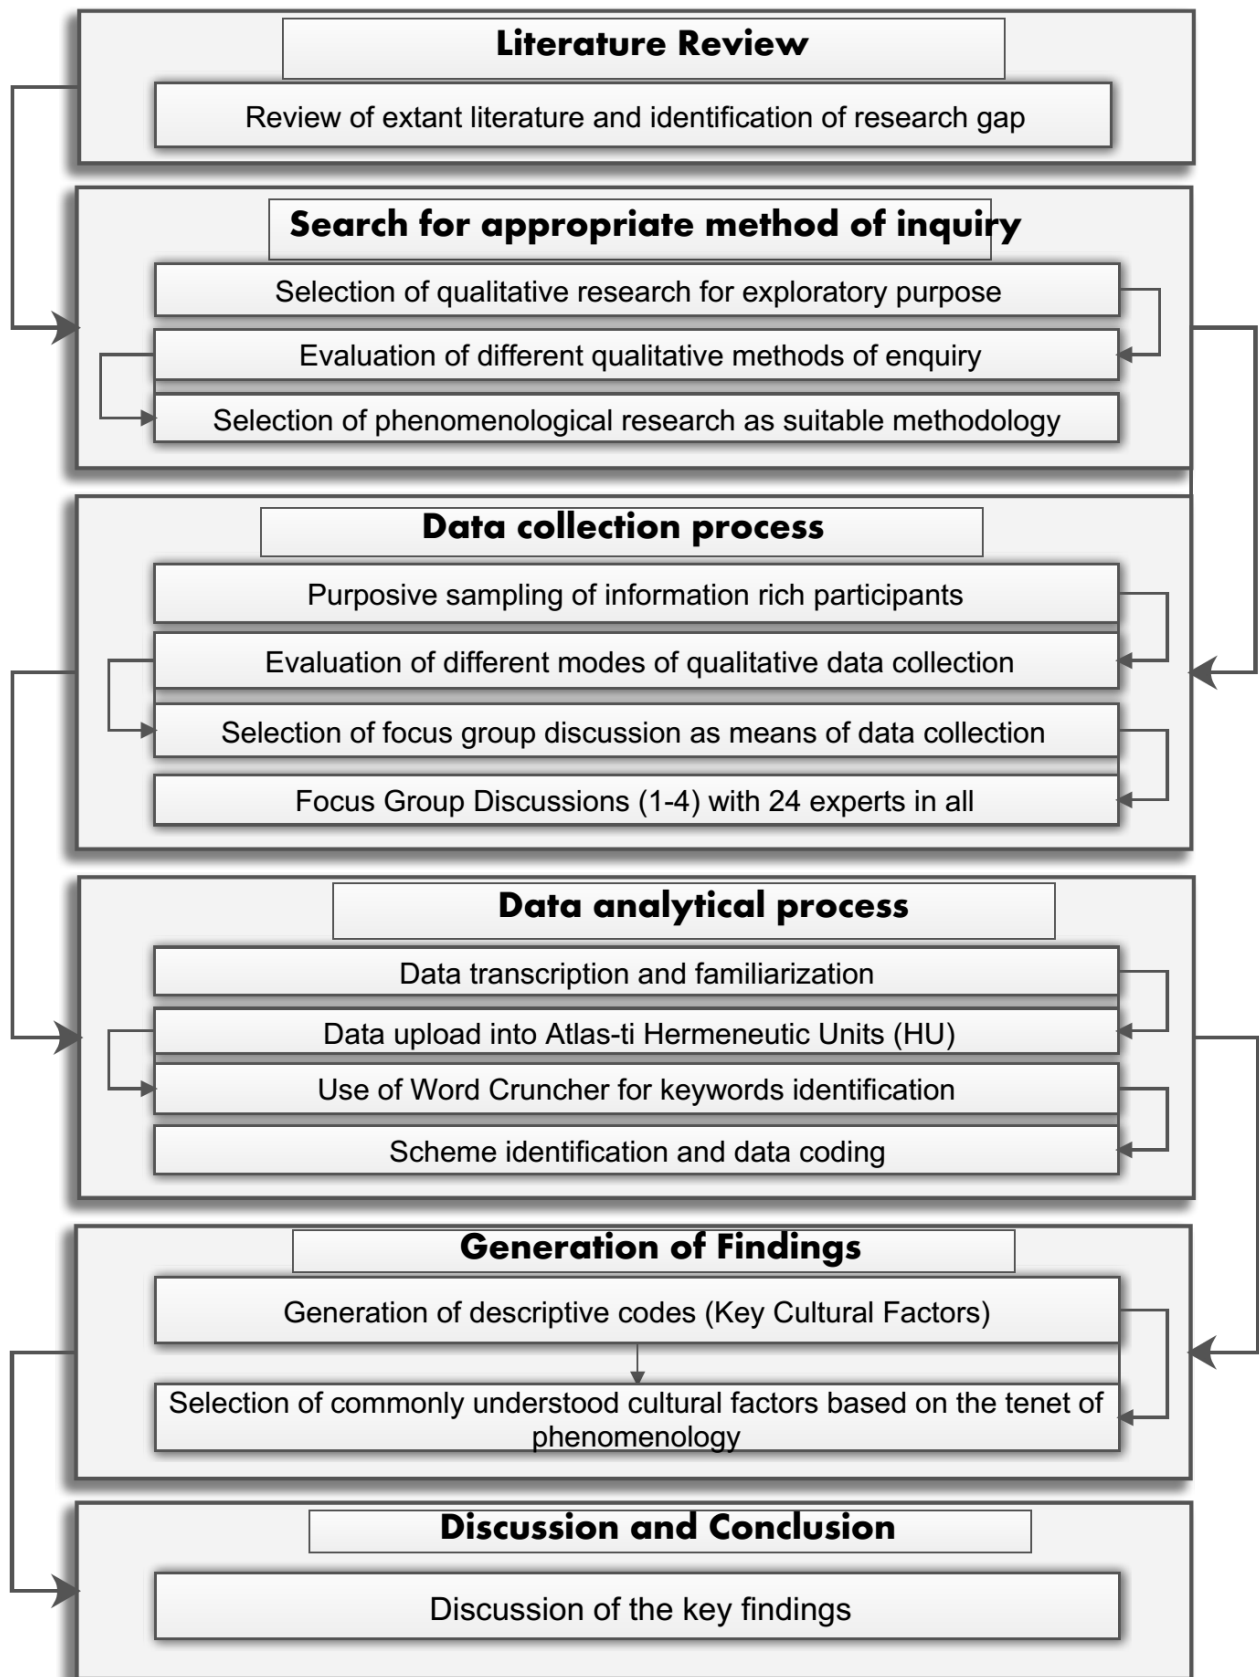 Literature Review
Review of extant literature and identification of research gap
Search for appropriate method of inquiry
Selection of qualitative research for exploratory purpose
Evaluation of different qualitative methods of enquiry
Selection of phenomenological research as suitable methodology
Data collection process
Purposive sampling of information rich participants
Evaluation of different modes of qualitative data collection
Selection of focus group discussion as means of data collection
Focus Group Discussions (1-4) with 24 experts in all
Data analytical process
Data transcription and familiarization
Data upload into Atlas-ti Hermeneutic Units (HU)
Use of Word Cruncher for keywords identification
Scheme identification and data coding
Generation of Findings
Generation of descriptive codes (Key Cultural Factors)
Selection of commonly understood cultural factors based on the tenet of
phenomenology
Discussion and Conclusion
Discussion of the key findings